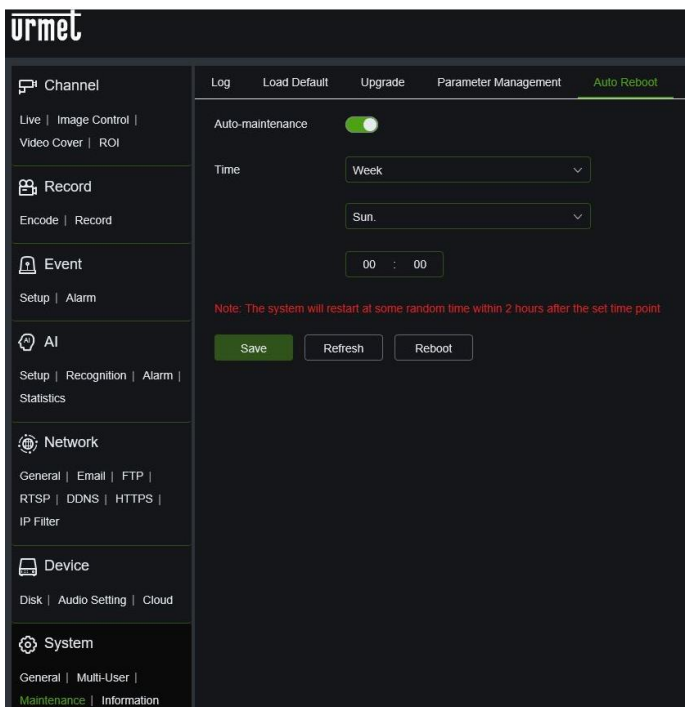 urmet
Channel
Live | Image Control |
Video Cover | ROI
Record
Encode | Record
Event
Setup | Alarm
AI
Setup | Recognition | Alarm |
Statistics
Network
General | Email | FTP |
RTSP | DDNS | HTTPS |
IP Filter
Device
Disk | Audio Setting | Cloud
System
General | Multi-User |
Maintenance | Information
Log Load Default Upgrade Parameter Management Auto Reboot
Auto-maintenance
Time Week
Sun.
00 : 00
Note: The system will restart at some random time within 2 hours after the set time point
Save Refresh Reboot